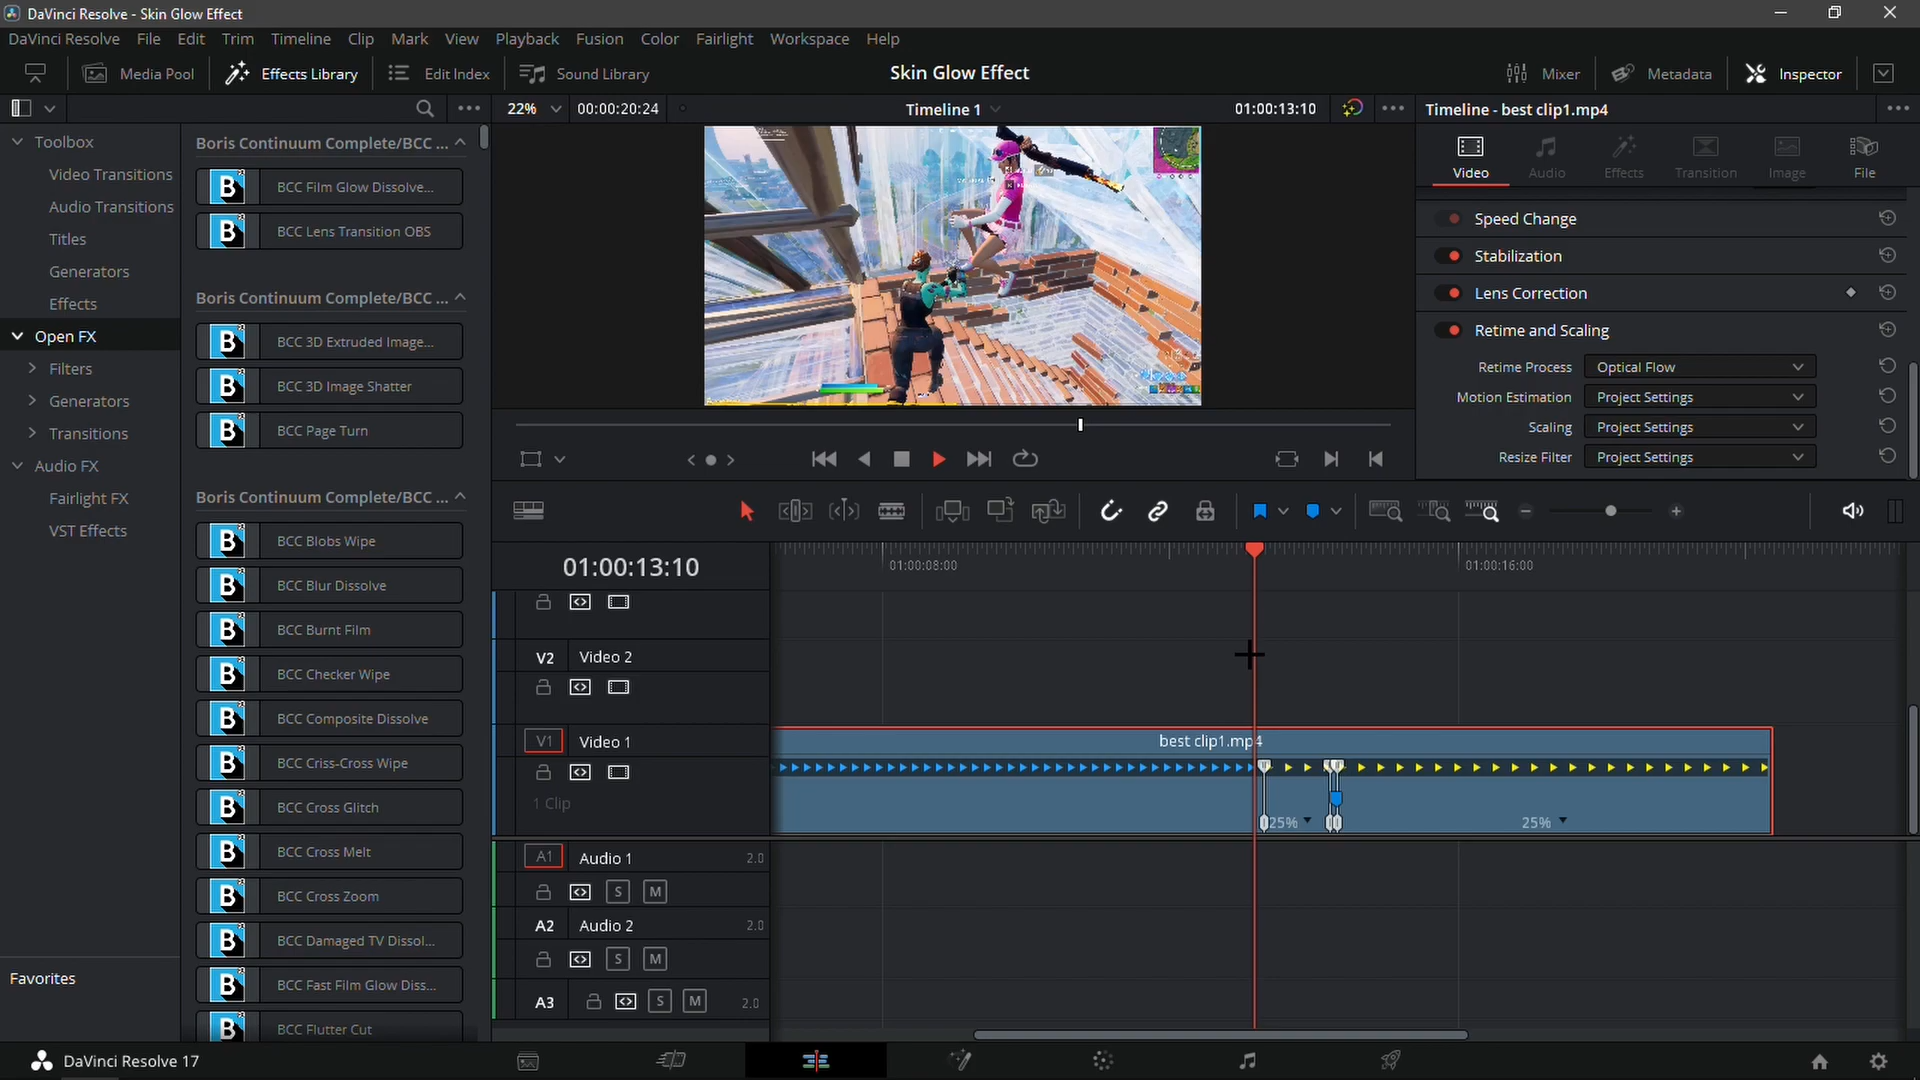 DaVinci Resolve - Skin Glow Effect
DaVinci Resolve File Edit Trim Timeline Clip Mark View Playback Fusion Color Fairlight Workspace Help
Media Pool Effects Library Edit Index Sound Library Skin Glow Effect Mixer Metadata Inspector
22% 00:00:20:24 Timeline 1 01:00:13:10 Timeline - best clip1.mp4
Video Audio Effects Transition Image File
Toolbox
Video Transitions
Audio Transitions
Titles
Generators
Effects
Open FX
Filters
Generators
Transitions
Audio FX
Fairlight FX
VST Effects
Favorites
Boris Continuum Complete/BCC ...
B BCC Film Glow Dissolve...
B BCC Lens Transition OBS
Boris Continuum Complete/BCC ...
B BCC 3D Extruded Image...
B BCC 3D Image Shatter
B BCC Page Turn
Boris Continuum Complete/BCC ...
B BCC Blobs Wipe
B BCC Blur Dissolve
B BCC Burnt Film
B BCC Checker Wipe
B BCC Composite Dissolve
B BCC Criss-Cross Wipe
B BCC Cross Glitch
B BCC Cross Melt
B BCC Cross Zoom
B BCC Damaged TV Dissol...
B BCC Fast Film Glow Diss...
B BCC Flutter Cut
Speed Change
Stabilization
Lens Correction
Retime and Scaling
Retime Process Optical Flow
Motion Estimation Project Settings
Scaling Project Settings
Resize Filter Project Settings
01:00:13:10 01:00:08:00 01:00:16:00
V2 Video 2
V1 Video 1 best clip1.mp4
1 Clip
25% 25%
A1 Audio 1 2.0
S M
A2 Audio 2 2.0
S M
A3 S M 2.0
DaVinci Resolve 17